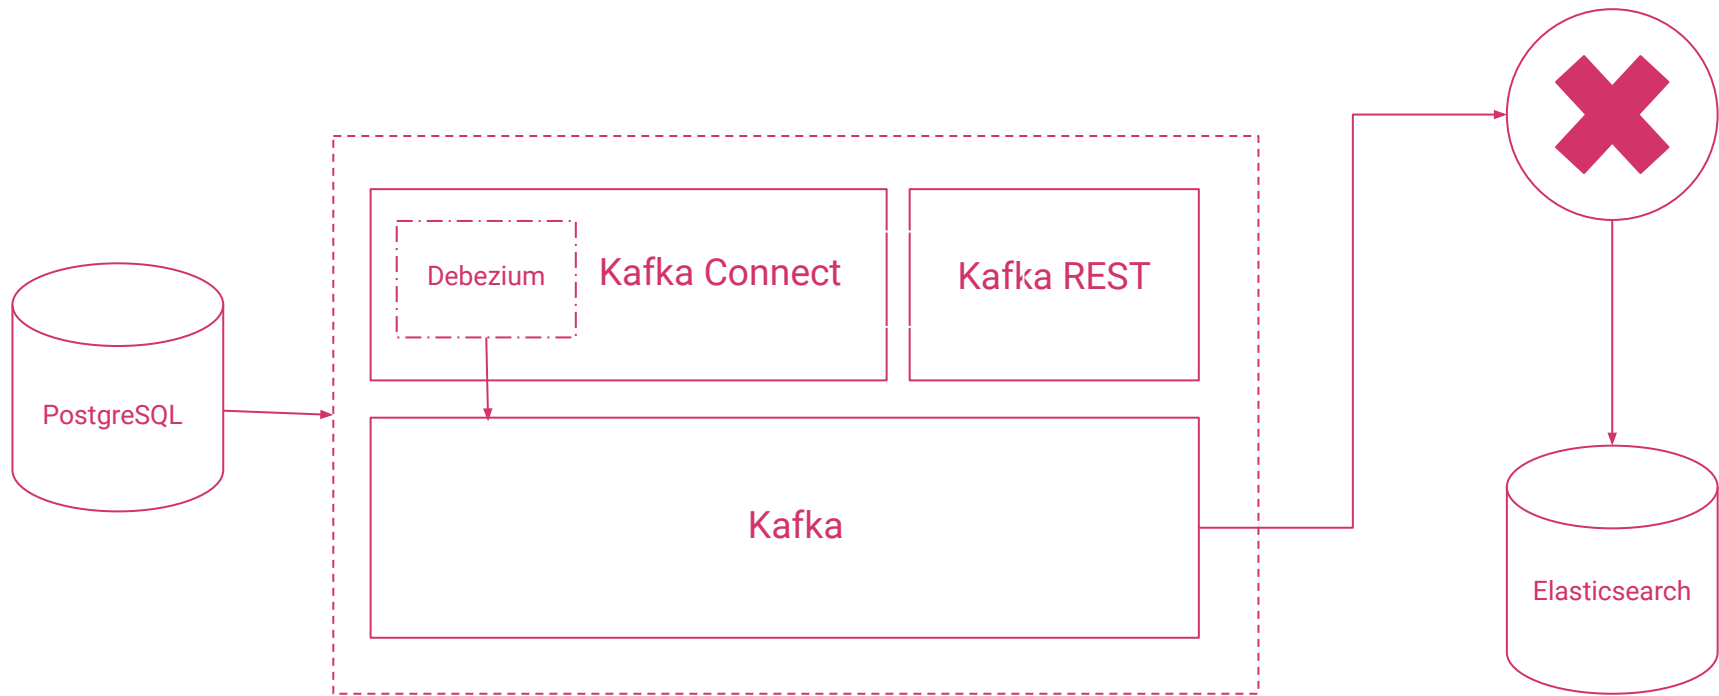 Debezium
Kafka Connect
Kafka REST
PostgreSQL
Kafka
Elasticsearch